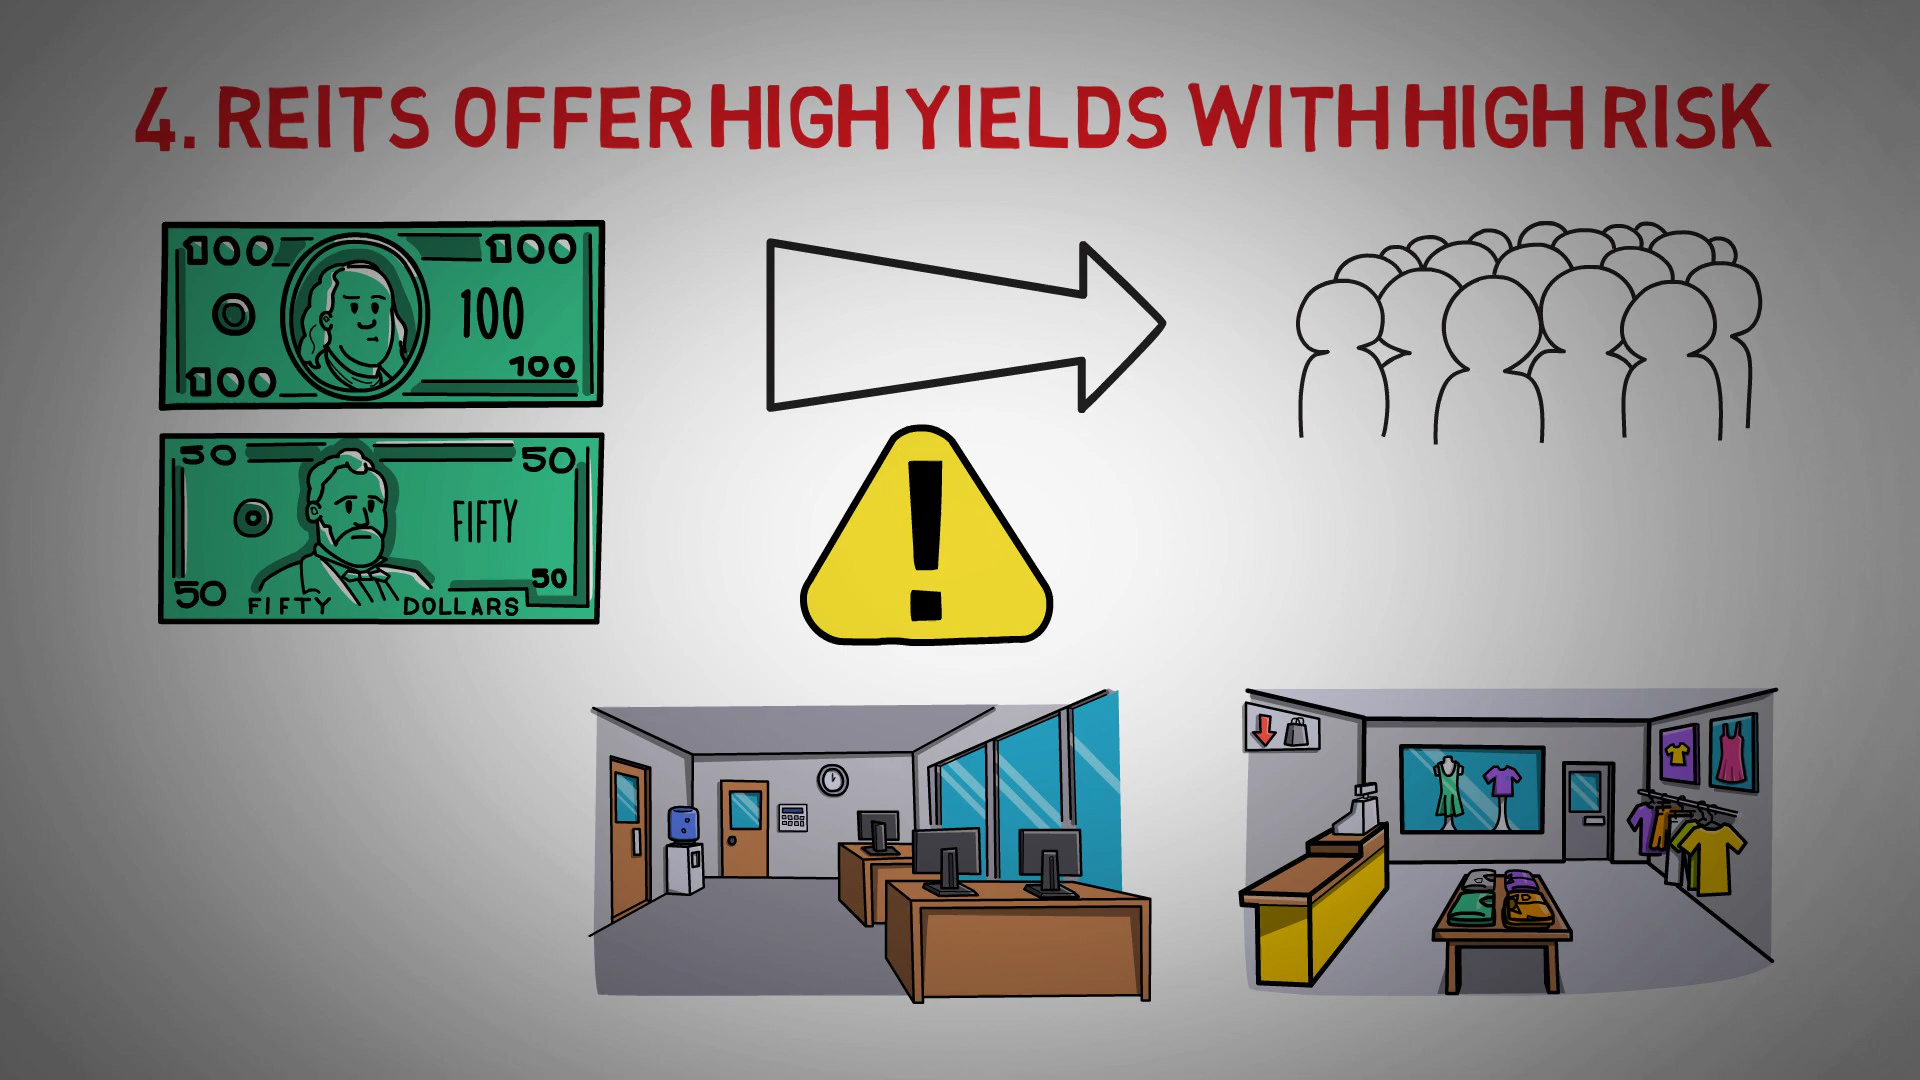 4. REITS OFFER HIGH YIELDS WITH HIGH RISK
100 100
100
100 100
50 50
FIFTY
50 50
FIFTY DOLLARS